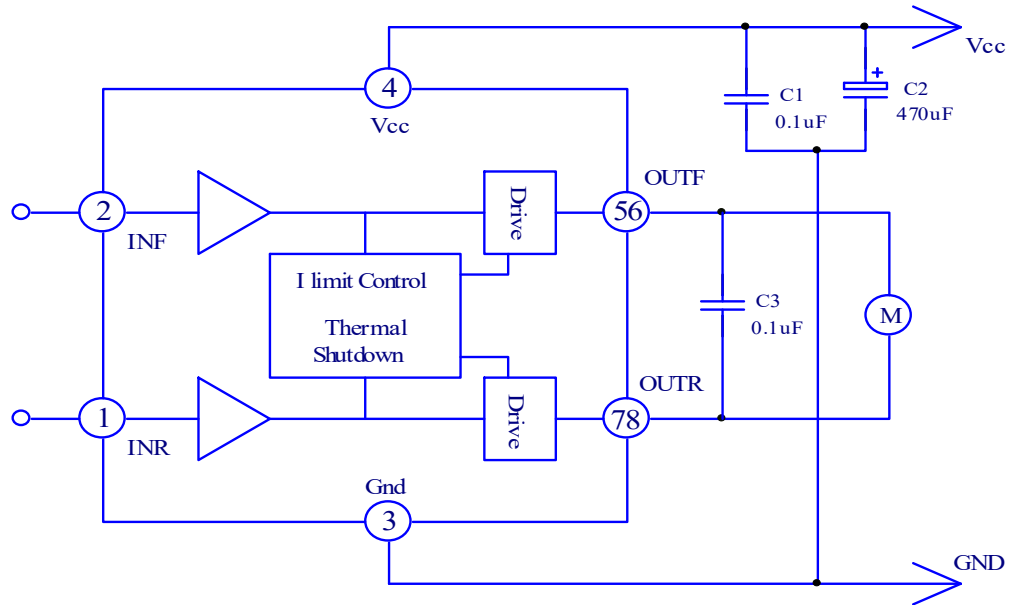 Vcc
4
Vcc
+
C1
0.1uF
C2
470uF
OUTF
2
INF
Drive
56
I limit Control
Thermal
Shutdown
C3
0.1uF
M
OUTR
1
INR
Drive
78
Gnd
3
GND